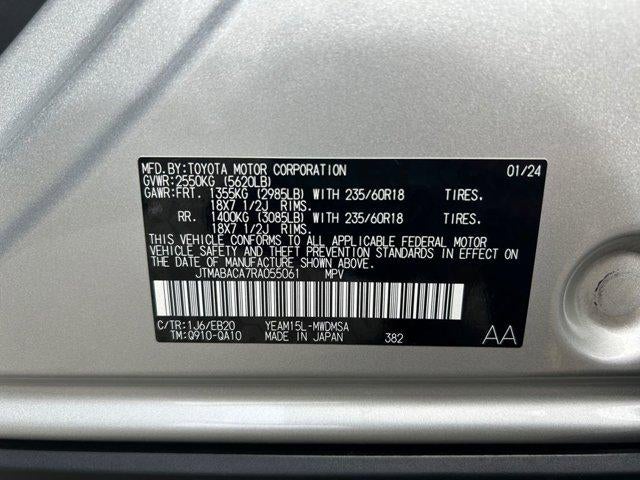 MFD.BY:TOYOTA MOTOR CORPORATION 01/24
GVWR:2550KG (5620LB)
GAWR:FRT. 1355KG (2985LB) WITH 235/60R18 TIRES.
18X7 1/2J RIMS.
RR. 1400KG (3085LB) WITH 235/60R18 TIRES.
18X7 1/2J RIMS.
THIS VEHICLE CONFORMS TO ALL APPLICABLE FEDERAL MOTOR
VEHICLE SAFETY AND THEFT PREVENTION STANDARDS IN EFFECT ON
THE DATE OF MANUFACTURE SHOWN ABOVE.
JTMABACA7RA055061 MPV
C/TR:1J6/EB20 YEAM15L-MWDMSA
TM:Q910-QA10 MADE IN JAPAN 382 AA